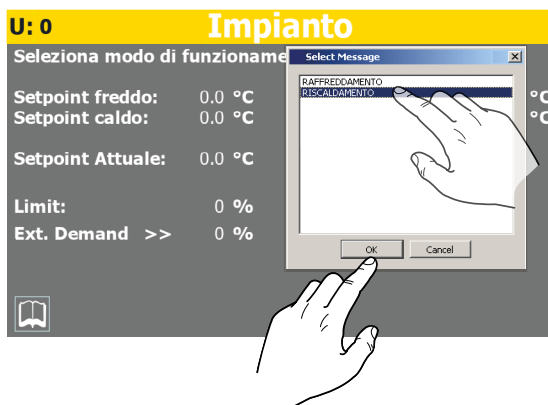 U: 0
Impianto
Seleziona modo di funzioname
Setpoint freddo: 0.0 °C
°C
Setpoint caldo: 0.0 °C
°C
Setpoint Attuale: 0.0 °C
Limit: 0 %
Ext. Demand >> 0 %
Select Message
RAFFREDDAMENTO
RISCALDAMENTO
OK
Cancel